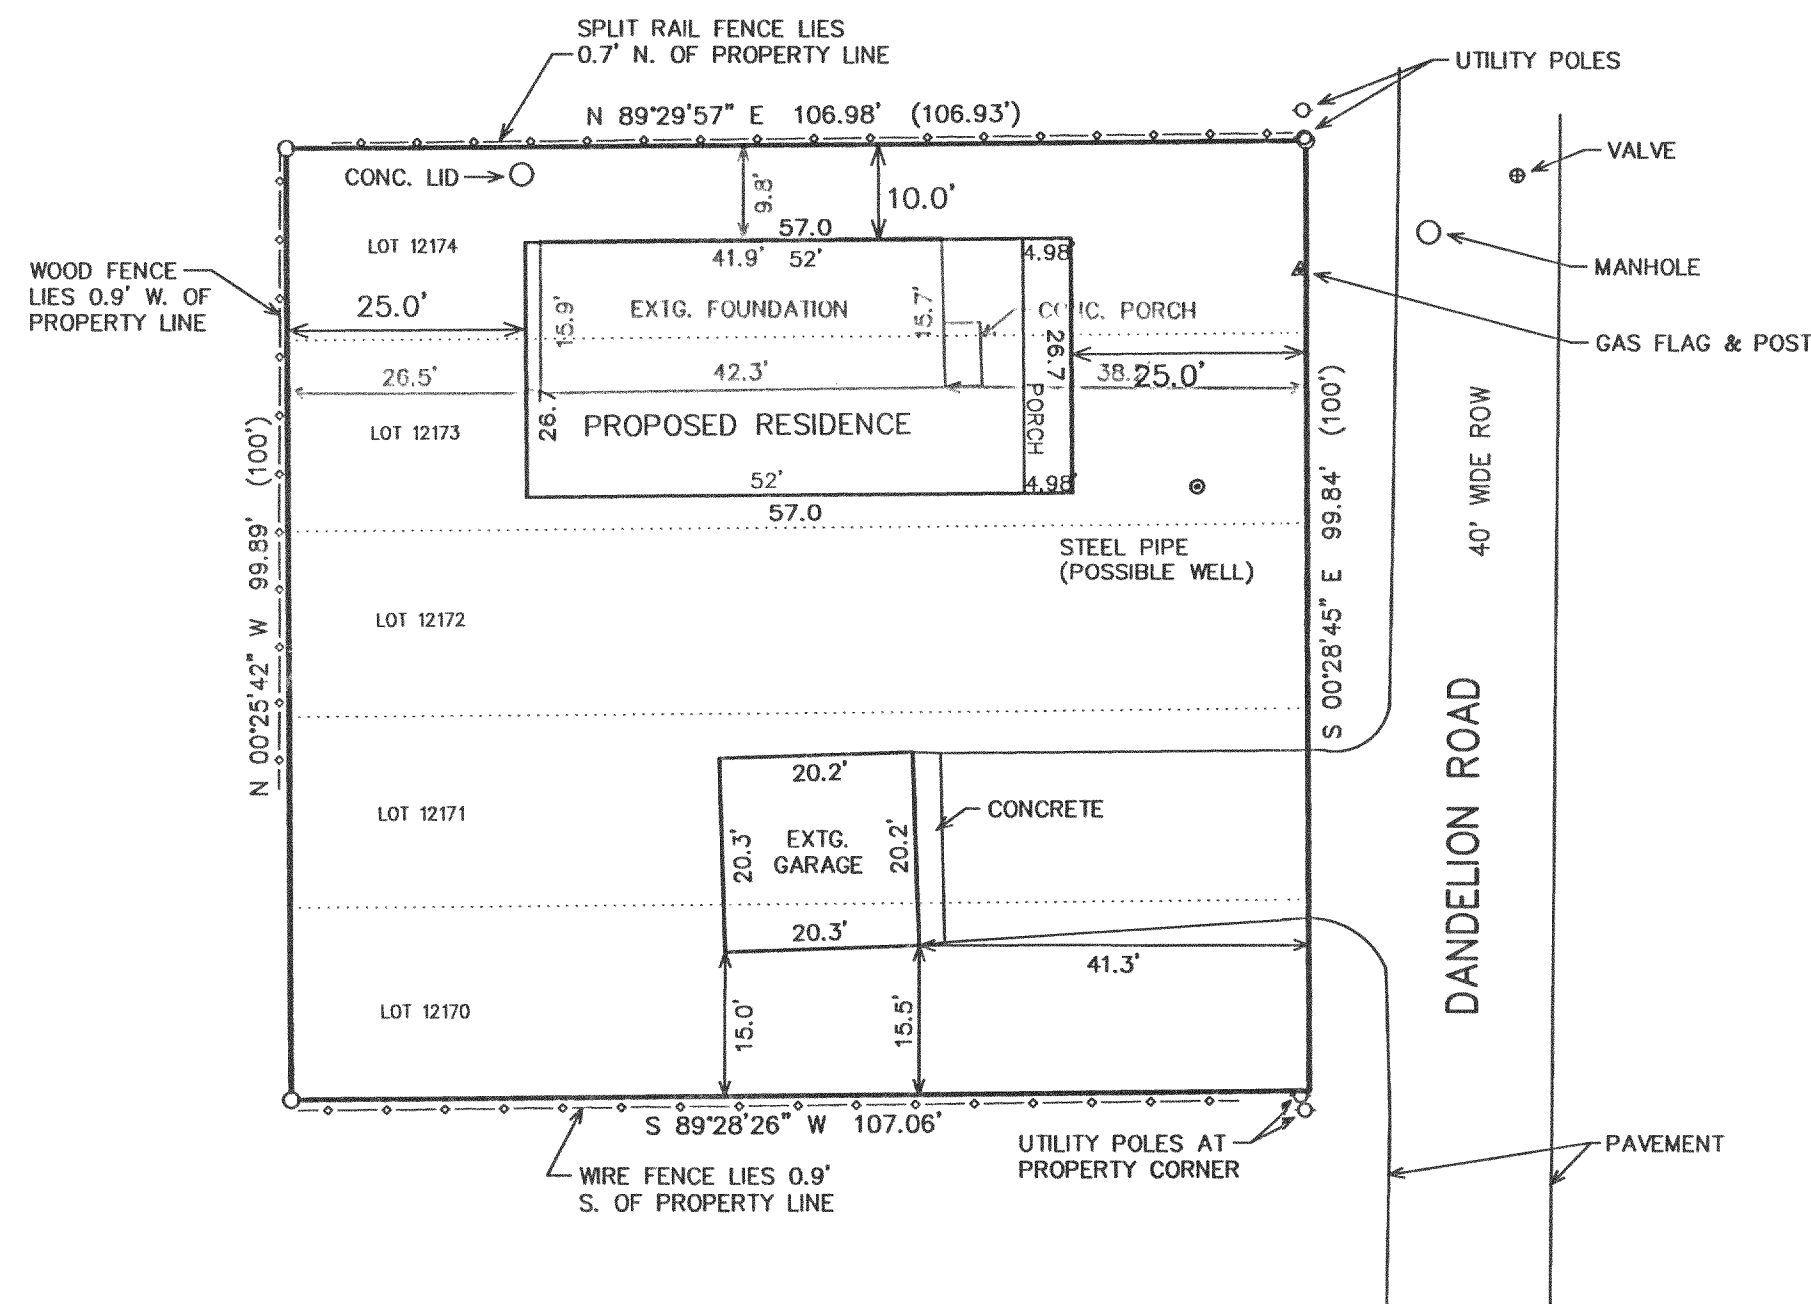 SPLIT RAIL FENCE LIES
0.7' N. OF PROPERTY LINE
UTILITY POLES
N 89°29'57" E 106.98' (106.93')
VALVE
CONC. LID
9.8'
10.0'
57.0
LOT 12174
41.9' 52'
4.98
MANHOLE
WOOD FENCE
LIES 0.9' W. OF
PROPERTY LINE
25.0'
15.9'
EXTG. FOUNDATION
15.7'
CONC. PORCH
GAS FLAG & POST
26.7
26.5'
42.3'
25.0'
PORCH
26.7
LOT 12173
PROPOSED RESIDENCE
52'
4.98'
57.0
N 00°25'42" W 99.89' (100')
S 00°28'45" E 99.84' (100')
40' WIDE ROW
STEEL PIPE
(POSSIBLE WELL)
LOT 12172
DANDELION ROAD
20.2'
LOT 12171
CONCRETE
20.3'
EXTG.
GARAGE
20.2'
20.3'
41.3'
LOT 12170
15.0'
15.5'
S 89°28'26" W 107.06'
UTILITY POLES AT
PROPERTY CORNER
PAVEMENT
WIRE FENCE LIES 0.9'
S. OF PROPERTY LINE